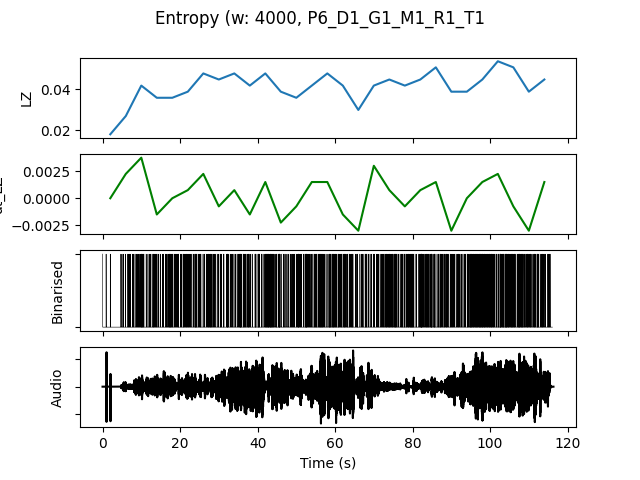 Entropy (w: 4000, P6_D1_G1_M1_R1_T1
0.04
0.02
LZ
0.0025
0.0000
−0.0025
Binarised
Audio
0 20 40 60 80 100 120
Time (s)